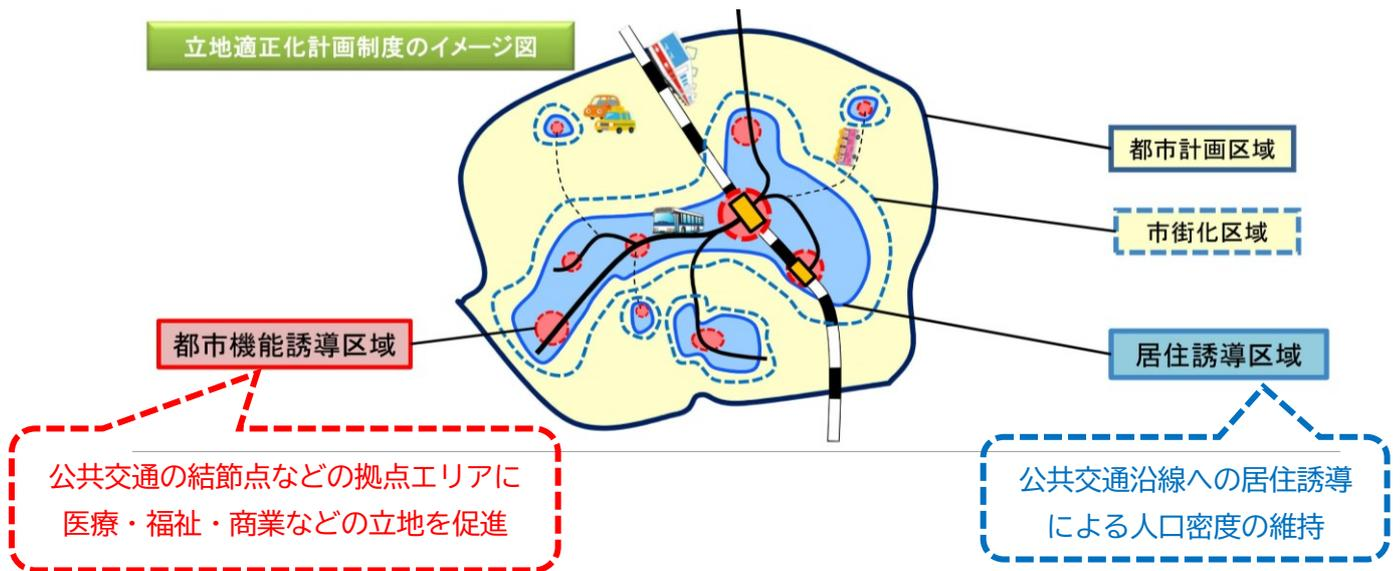 立地適正化計画制度のイメージ図
都市計画区域
市街化区域
都市機能誘導区域
居住誘導区域
公共交通の結節点などの拠点エリアに
医療・福祉・商業などの立地を促進
公共交通沿線への居住誘導
による人口密度の維持